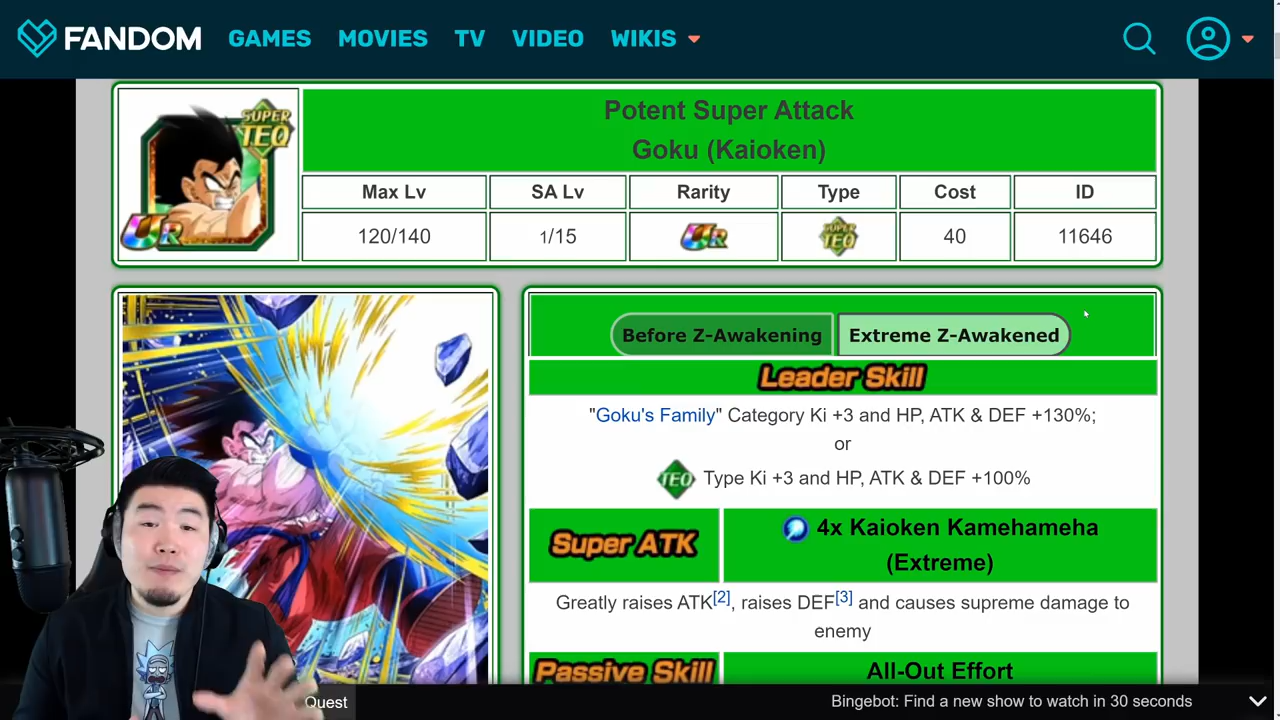 FANDOM GAMES MOVIES TV VIDEO WIKIS
SUPER
TEQ
UR
Potent Super Attack
Goku (Kaioken)
Max Lv SA Lv Rarity Type Cost ID
120/140 1/15 UR SUPER TEQ 40 11646
Before Z-Awakening Extreme Z-Awakened
Leader Skill
"Goku's Family" Category Ki +3 and HP, ATK & DEF +130%;
or
TEQ Type Ki +3 and HP, ATK & DEF +100%
Super ATK
4x Kaioken Kamehameha
(Extreme)
Greatly raises ATK[2], raises DEF[3] and causes supreme damage to
enemy
Passive Skill
All-Out Effort
Quest
Bingebot: Find a new show to watch in 30 seconds